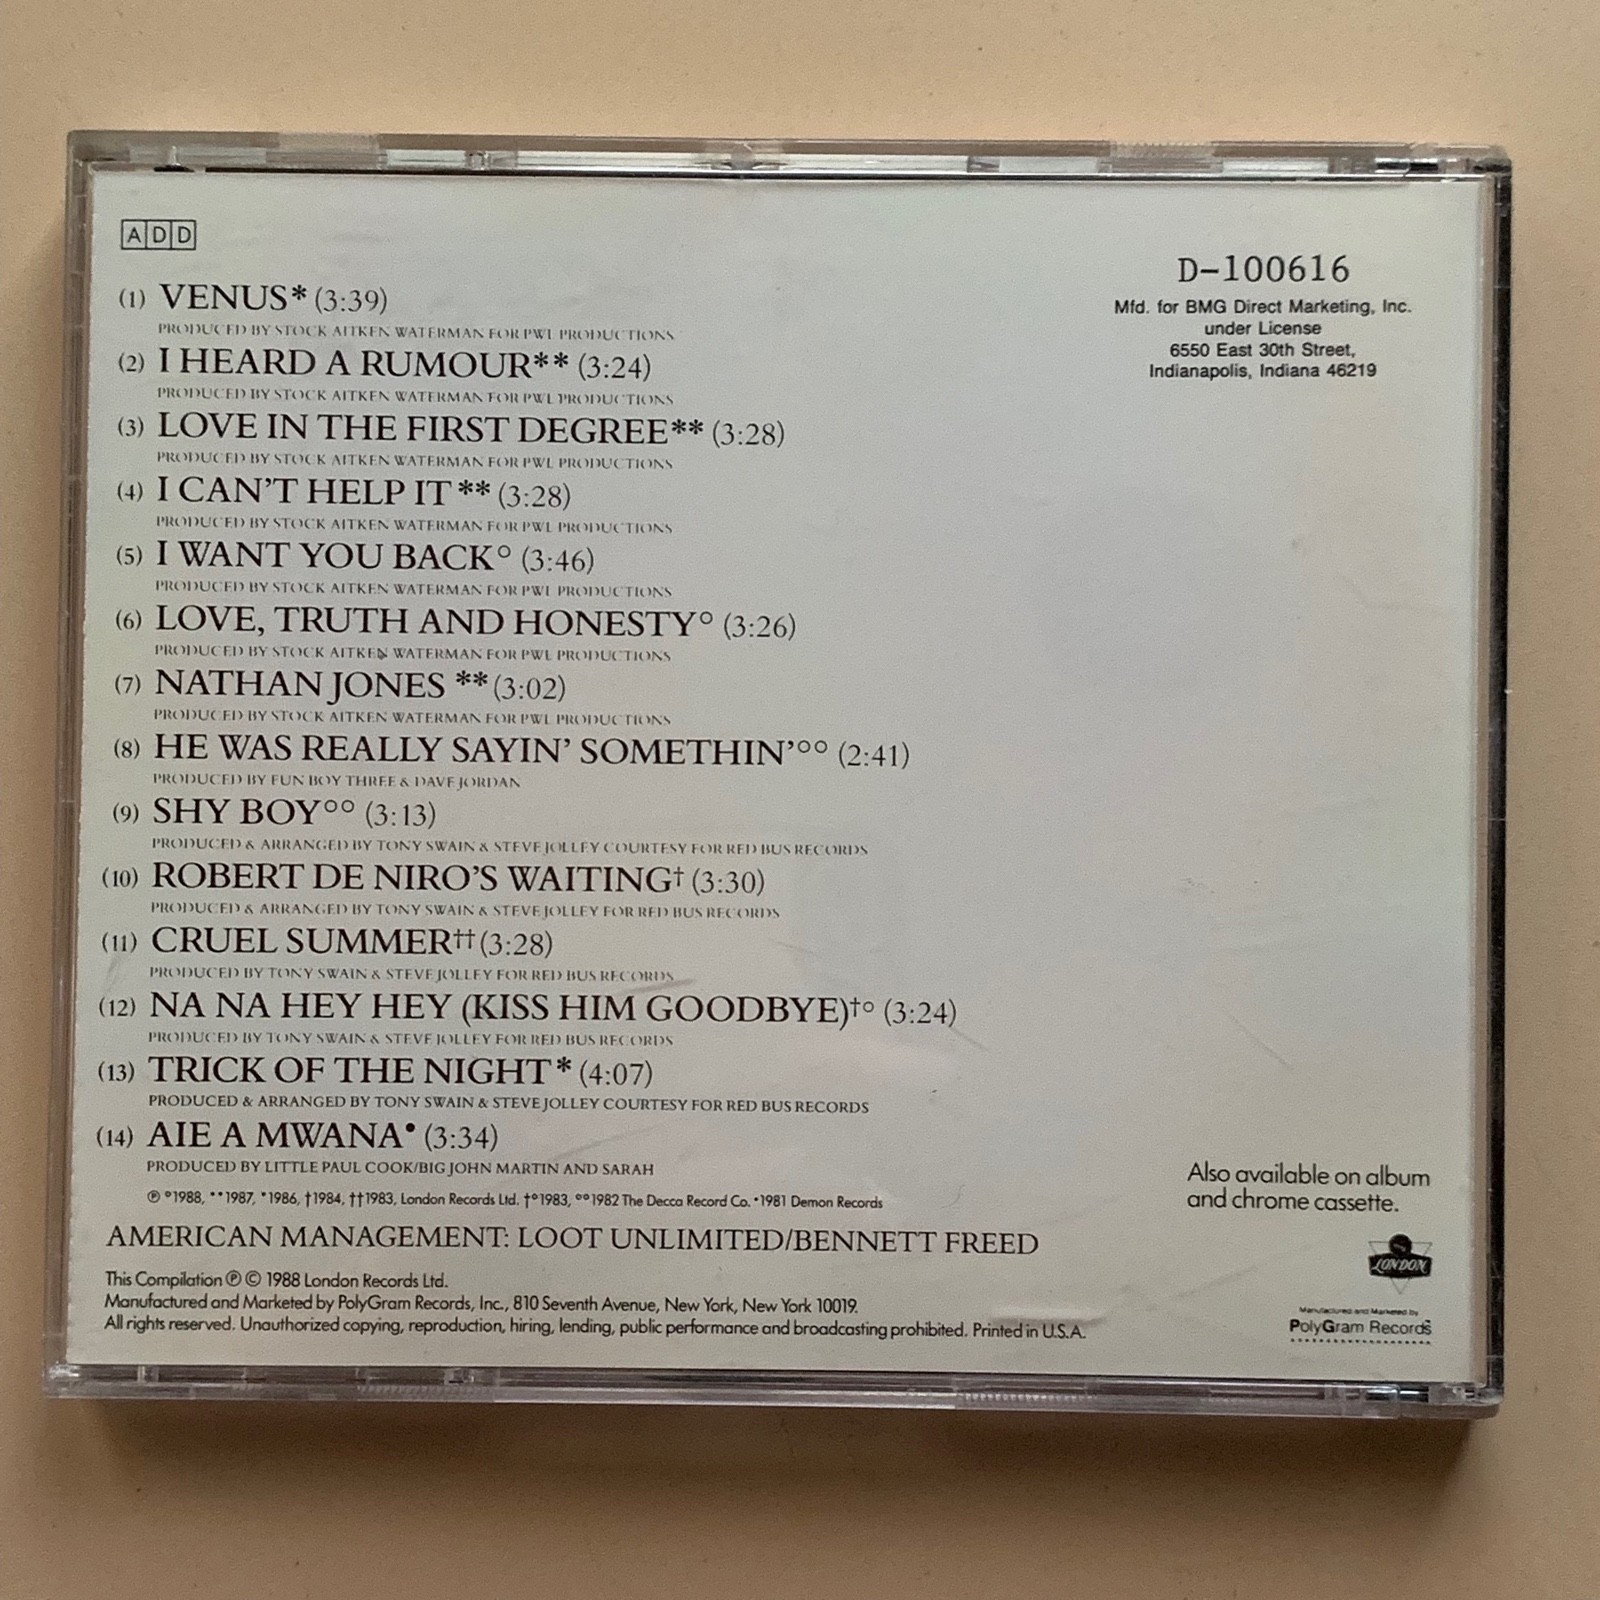 ADD
D-100616
Mfd. for BMG Direct Marketing, Inc.
under License
6550 East 30th Street,
Indianapolis, Indiana 46219
(1) VENUS* (3:39)
PRODUCED BY STOCK AITKEN WATERMAN FOR PWL PRODUCTIONS
(2) I HEARD A RUMOUR** (3:24)
PRODUCED BY STOCK AITKEN WATERMAN FOR PWL PRODUCTIONS
(3) LOVE IN THE FIRST DEGREE** (3:28)
PRODUCED BY STOCK AITKEN WATERMAN FOR PWL PRODUCTIONS
(4) I CAN'T HELP IT** (3:28)
PRODUCED BY STOCK AITKEN WATERMAN FOR PWL PRODUCTIONS
(5) I WANT YOU BACK° (3:46)
PRODUCED BY STOCK AITKEN WATERMAN FOR PWL PRODUCTIONS
(6) LOVE, TRUTH AND HONESTY° (3:26)
PRODUCED BY STOCK AITKEN WATERMAN FOR PWL PRODUCTIONS
(7) NATHAN JONES ** (3:02)
PRODUCED BY STOCK AITKEN WATERMAN FOR PWL PRODUCTIONS
(8) HE WAS REALLY SAYIN' SOMETHIN'°° (2:41)
PRODUCED BY FUN BOY THREE & DAVE JORDAN
(9) SHY BOY°° (3:13)
PRODUCED & ARRANGED BY TONY SWAIN & STEVE JOLLEY COURTESY FOR RED BUS RECORDS
(10) ROBERT DE NIRO'S WAITING† (3:30)
PRODUCED & ARRANGED BY TONY SWAIN & STEVE JOLLEY FOR RED BUS RECORDS
(11) CRUEL SUMMER†† (3:28)
PRODUCED BY TONY SWAIN & STEVE JOLLEY FOR RED BUS RECORDS
(12) NA NA HEY HEY (KISS HIM GOODBYE)†° (3:24)
PRODUCED BY TONY SWAIN & STEVE JOLLEY FOR RED BUS RECORDS
(13) TRICK OF THE NIGHT* (4:07)
PRODUCED & ARRANGED BY TONY SWAIN & STEVE JOLLEY COURTESY FOR RED BUS RECORDS
(14) AIE A MWANA• (3:34)
PRODUCED BY LITTLE PAUL COOK/BIG JOHN MARTIN AND SARAH
℗ °1988, **1987, *1986, †1984, ††1983, London Records Ltd. †°1983, °°1982 The Decca Record Co. •1981 Demon Records
AMERICAN MANAGEMENT: LOOT UNLIMITED/BENNETT FREED
This Compilation ℗ © 1988 London Records Ltd.
Manufactured and Marketed by PolyGram Records, Inc., 810 Seventh Avenue, New York, New York 10019.
All rights reserved. Unauthorized copying, reproduction, hiring, lending, public performance and broadcasting prohibited. Printed in U.S.A.
Also available on album
and chrome cassette.
LONDON
Manufactured and Marketed by
PolyGram Records